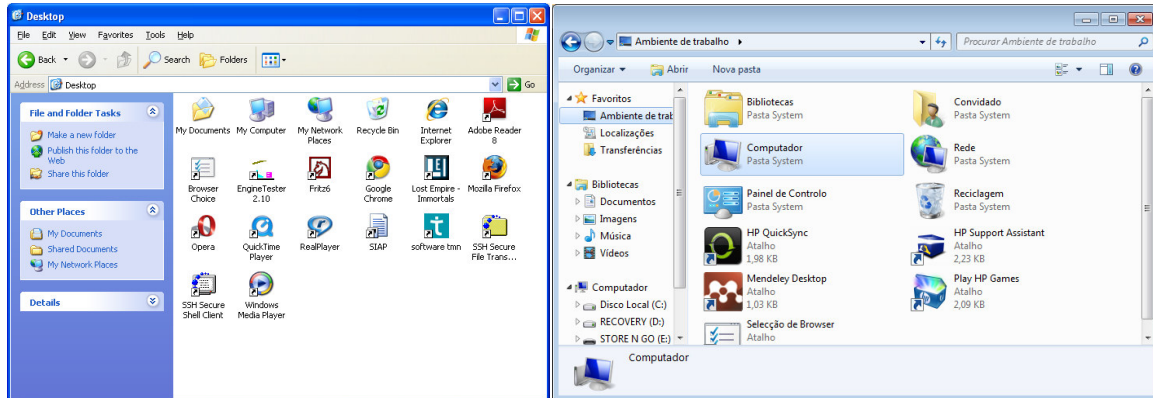 Desktop
File Edit View Favorites Tools Help
Back Search Folders
Address Desktop Go
File and Folder Tasks
Make a new folder
Publish this folder to the
Web
Share this folder
Other Places
My Documents
Shared Documents
My Network Places
Details
My Documents My Computer My Network
Places Recycle Bin Internet
Explorer Adobe Reader
8
Browser
Choice EngineTester
2.10 Fritz6 Google
Chrome Lost Empire -
Immortals Mozilla Firefox
Opera QuickTime
Player RealPlayer SIAP software tmn SSH Secure
File Trans...
SSH Secure
Shell Client Windows
Media Player
Ambiente de trabalho
Procurar Ambiente de trabalho
Organizar Abrir Nova pasta
Favoritos
Ambiente de trab
Localizações
Transferências
Bibliotecas
Documentos
Imagens
Música
Vídeos
Computador
Disco Local (C:)
RECOVERY (D:)
STORE N GO (E:)
Bibliotecas
Pasta System
Convidado
Pasta System
Computador
Pasta System
Rede
Pasta System
Painel de Controlo
Pasta System
Reciclagem
Pasta System
HP QuickSync
Atalho
1,98 KB
HP Support Assistant
Atalho
2,23 KB
Mendeley Desktop
Atalho
1,03 KB
Play HP Games
Atalho
2,09 KB
Selecção de Browser
Atalho
Computador